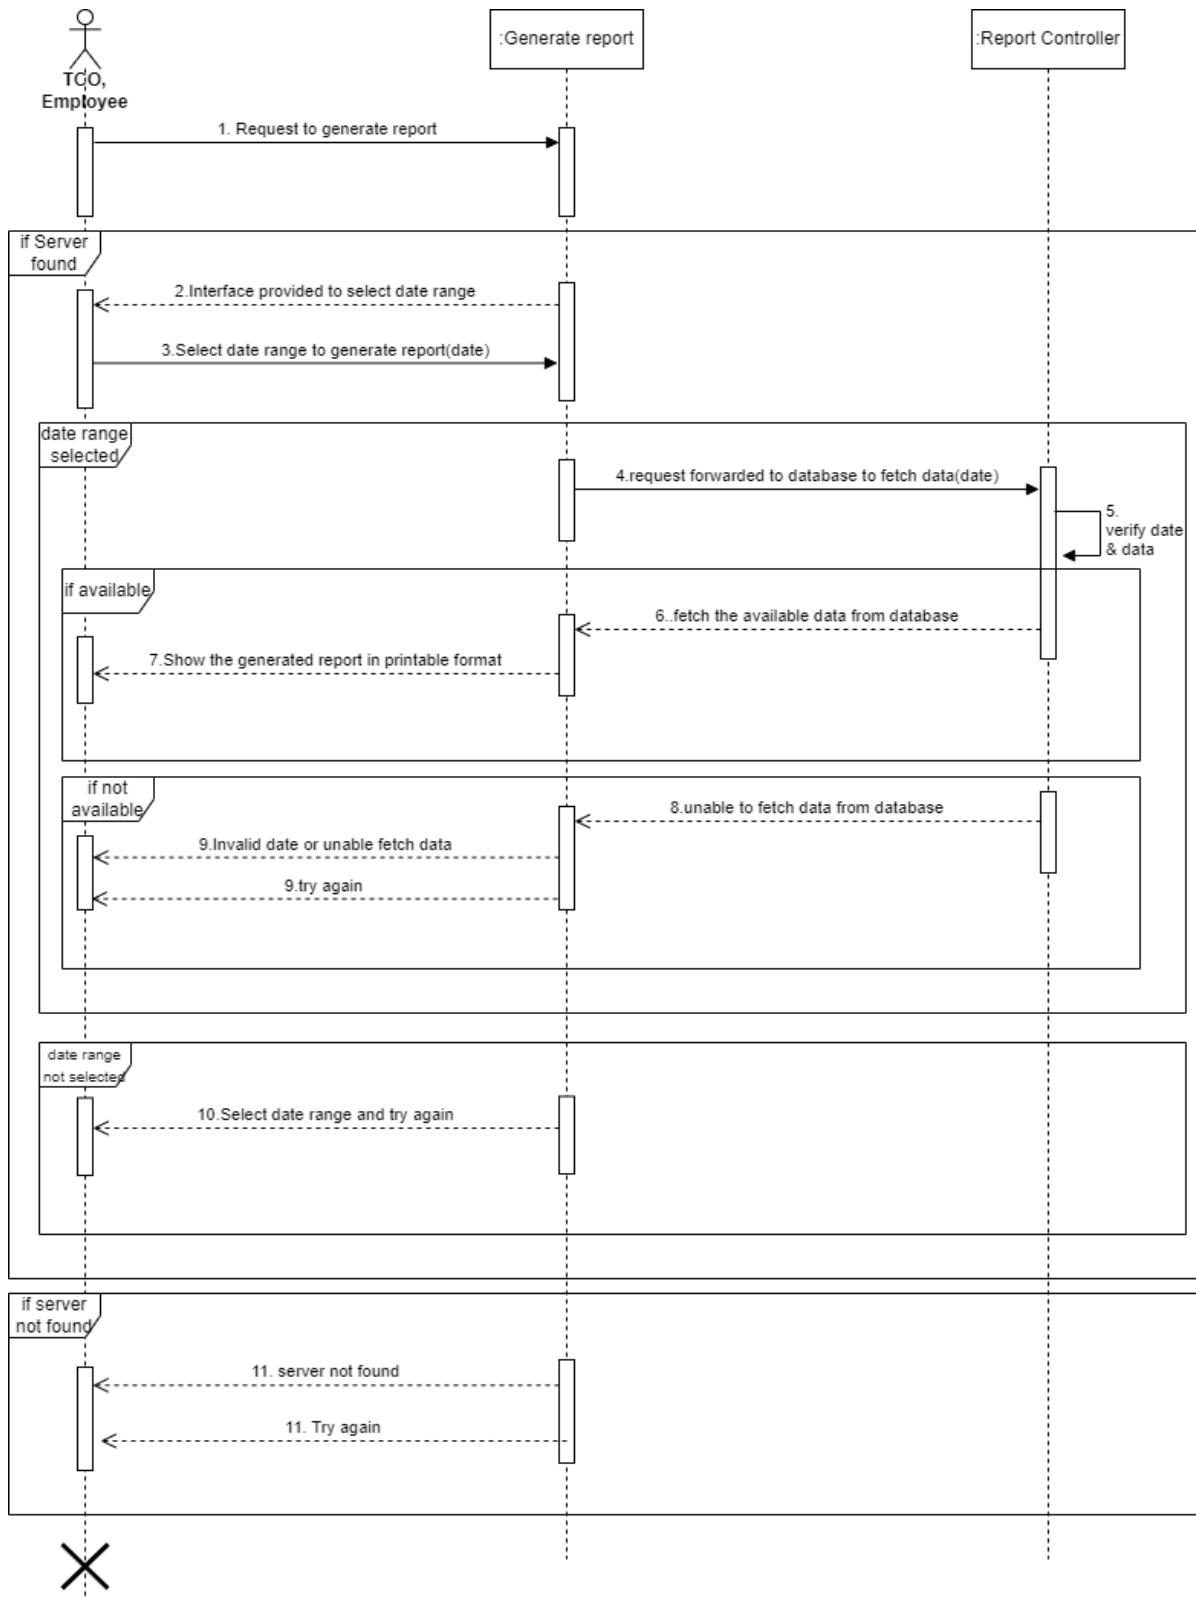 TCO,
Employee
:Generate report
:Report Controller
1. Request to generate report
if Server
found
2.Interface provided to select date range
3.Select date range to generate report(date)
date range
selected
4.request forwarded to database to fetch data(date)
5.
verify date
& data
if available
6..fetch the available data from database
7.Show the generated report in printable format
if not
available
8.unable to fetch data from database
9.Invalid date or unable fetch data
9.try again
date range
not selected
10.Select date range and try again
if server
not found
11. server not found
11. Try again